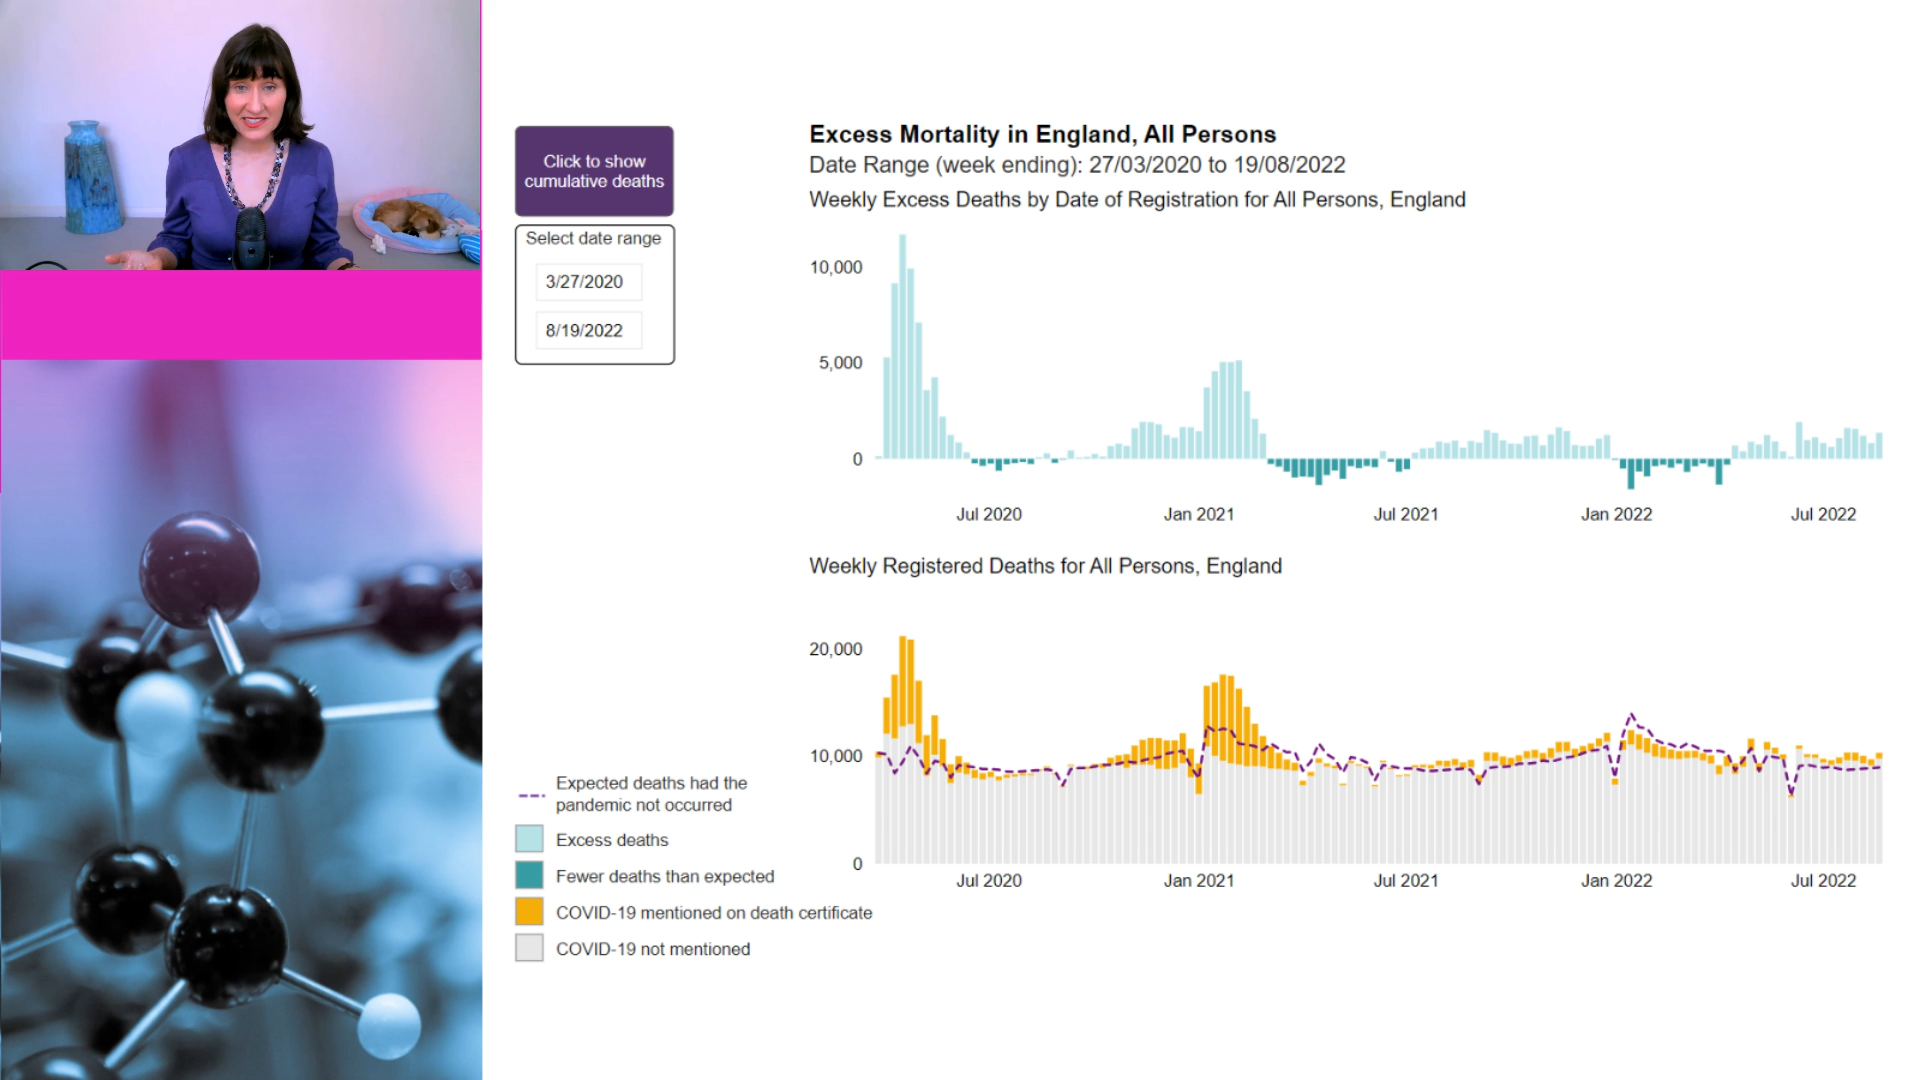 Click to show
cumulative deaths
Select date range
3/27/2020
8/19/2022
Excess Mortality in England, All Persons
Date Range (week ending): 27/03/2020 to 19/08/2022
Weekly Excess Deaths by Date of Registration for All Persons, England
10,000
5,000
0
Jul 2020
Jan 2021
Jul 2021
Jan 2022
Jul 2022
Weekly Registered Deaths for All Persons, England
20,000
10,000
0
Jul 2020
Jan 2021
Jul 2021
Jan 2022
Jul 2022
Expected deaths had the
pandemic not occurred
Excess deaths
Fewer deaths than expected
COVID-19 mentioned on death certificate
COVID-19 not mentioned